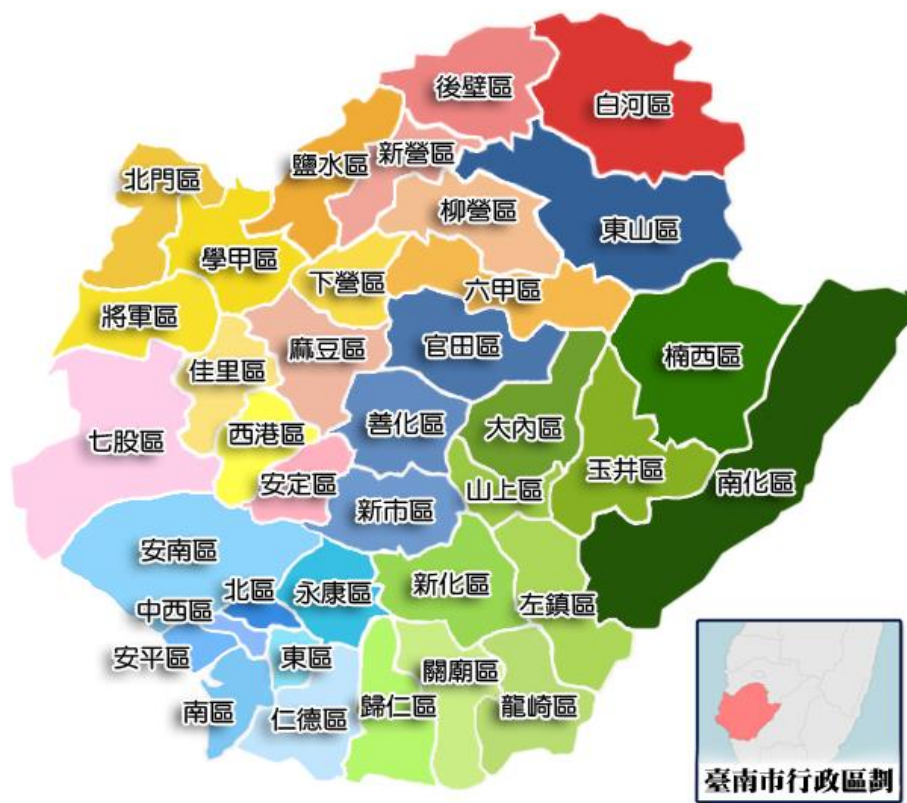 後壁區
白河區
新營區
鹽水區
北門區
柳營區
東山區
學甲區
下營區
六甲區
將軍區
麻豆區
官田區
楠西區
佳里區
七股區
西港區
善化區
大內區
玉井區
安定區
山上區
南化區
新市區
安南區
北區
永康區
新化區
左鎮區
中西區
安平區
東區
關廟區
南區
仁德區
歸仁區
龍崎區
臺南市行政區劃